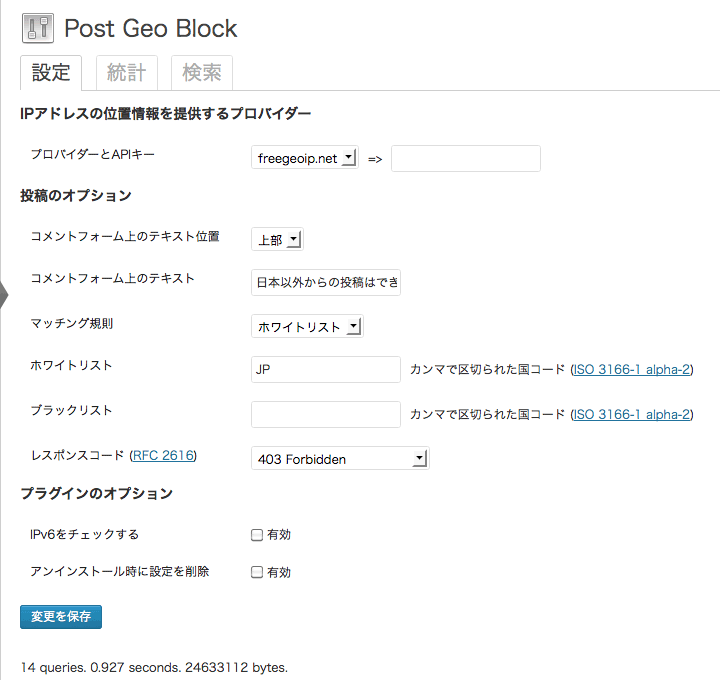 Post Geo Block
設定 統計 検索
IPアドレスの位置情報を提供するプロバイダー
プロバイダーとAPIキー freegeoip.net =>
投稿のオプション
コメントフォーム上のテキスト位置 上部
コメントフォーム上のテキスト 日本以外からの投稿はでき
マッチング規則 ホワイトリスト
ホワイトリスト JP カンマで区切られた国コード (ISO 3166-1 alpha-2)
ブラックリスト カンマで区切られた国コード (ISO 3166-1 alpha-2)
レスポンスコード (RFC 2616) 403 Forbidden
プラグインのオプション
IPv6をチェックする 有効
アンインストール時に設定を削除 有効
変更を保存
14 queries. 0.927 seconds. 24633112 bytes.